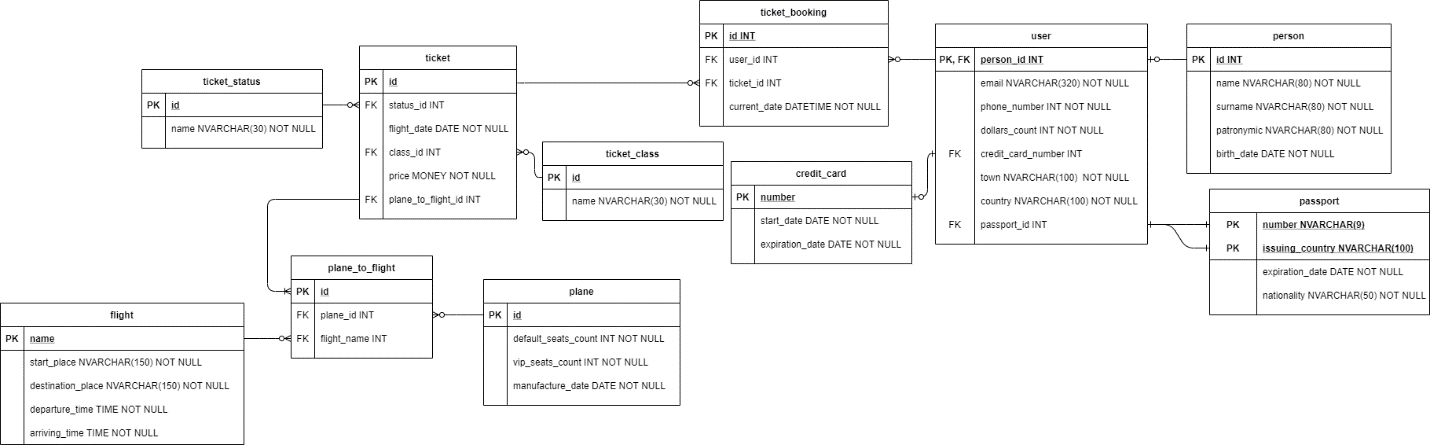 ticket_booking
PK id INT
FK user_id INT
FK ticket_id INT
current_date DATETIME NOT NULL
user
PK, FK person_id INT
email NVARCHAR(320) NOT NULL
phone_number INT NOT NULL
dollars_count INT NOT NULL
FK credit_card_number INT
town NVARCHAR(100) NOT NULL
country NVARCHAR(100) NOT NULL
FK passport_id INT
person
PK id INT
name NVARCHAR(80) NOT NULL
surname NVARCHAR(80) NOT NULL
patronymic NVARCHAR(80) NOT NULL
birth_date DATE NOT NULL
ticket
PK id
FK status_id INT
flight_date DATE NOT NULL
FK class_id INT
price MONEY NOT NULL
FK plane_to_flight_id INT
ticket_status
PK id
name NVARCHAR(30) NOT NULL
ticket_class
PK id
name NVARCHAR(30) NOT NULL
credit_card
PK number
start_date DATE NOT NULL
expiration_date DATE NOT NULL
passport
PK number NVARCHAR(9)
PK issuing_country NVARCHAR(100)
expiration_date DATE NOT NULL
nationality NVARCHAR(50) NOT NULL
plane_to_flight
PK id
FK plane_id INT
FK flight_name INT
plane
PK id
default_seats_count INT NOT NULL
vip_seats_count INT NOT NULL
manufacture_date DATE NOT NULL
flight
PK name
start_place NVARCHAR(150) NOT NULL
destination_place NVARCHAR(150) NOT NULL
departure_time TIME NOT NULL
arriving_time TIME NOT NULL